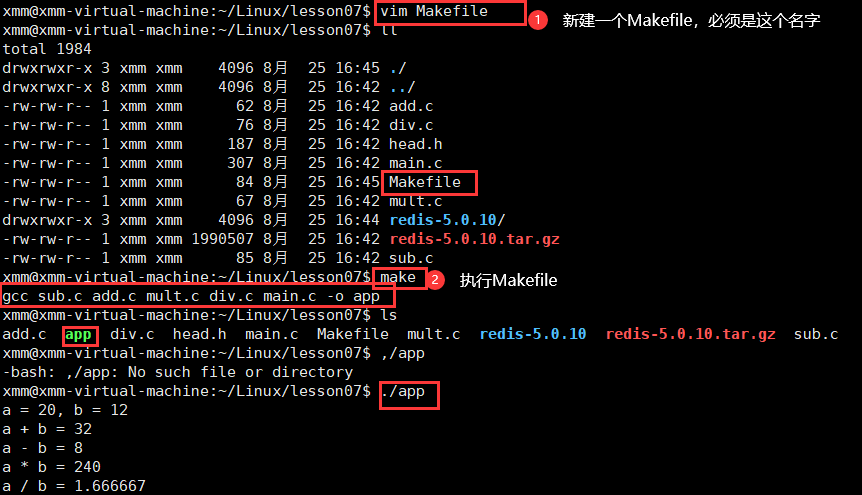 xmm@xmm-virtual-machine:~/Linux/lesson07$ vim Makefile
1 新建一个Makefile，必须是这个名字
xmm@xmm-virtual-machine:~/Linux/lesson07$ ll
total 1984
drwxrwxr-x 3 xmm xmm 4096 8月 25 16:45 ./
drwxrwxr-x 8 xmm xmm 4096 8月 25 16:42 ../
-rw-rw-r-- 1 xmm xmm 62 8月 25 16:42 add.c
-rw-rw-r-- 1 xmm xmm 76 8月 25 16:42 div.c
-rw-rw-r-- 1 xmm xmm 187 8月 25 16:42 head.h
-rw-rw-r-- 1 xmm xmm 307 8月 25 16:42 main.c
-rw-rw-r-- 1 xmm xmm 84 8月 25 16:45 Makefile
-rw-rw-r-- 1 xmm xmm 67 8月 25 16:42 mult.c
drwxrwxr-x 3 xmm xmm 4096 8月 25 16:44 redis-5.0.10/
-rw-rw-r-- 1 xmm xmm 1990507 8月 25 16:42 redis-5.0.10.tar.gz
-rw-rw-r-- 1 xmm xmm 85 8月 25 16:42 sub.c
xmm@xmm-virtual-machine:~/Linux/lesson07$ make
2 执行Makefile
gcc sub.c add.c mult.c div.c main.c -o app
xmm@xmm-virtual-machine:~/Linux/lesson07$ ls
add.c app div.c head.h main.c Makefile mult.c redis-5.0.10 redis-5.0.10.tar.gz sub.c
xmm@xmm-virtual-machine:~/Linux/lesson07$ ,/app
-bash: ,/app: No such file or directory
xmm@xmm-virtual-machine:~/Linux/lesson07$ ./app
a = 20, b = 12
a + b = 32
a - b = 8
a * b = 240
a / b = 1.666667